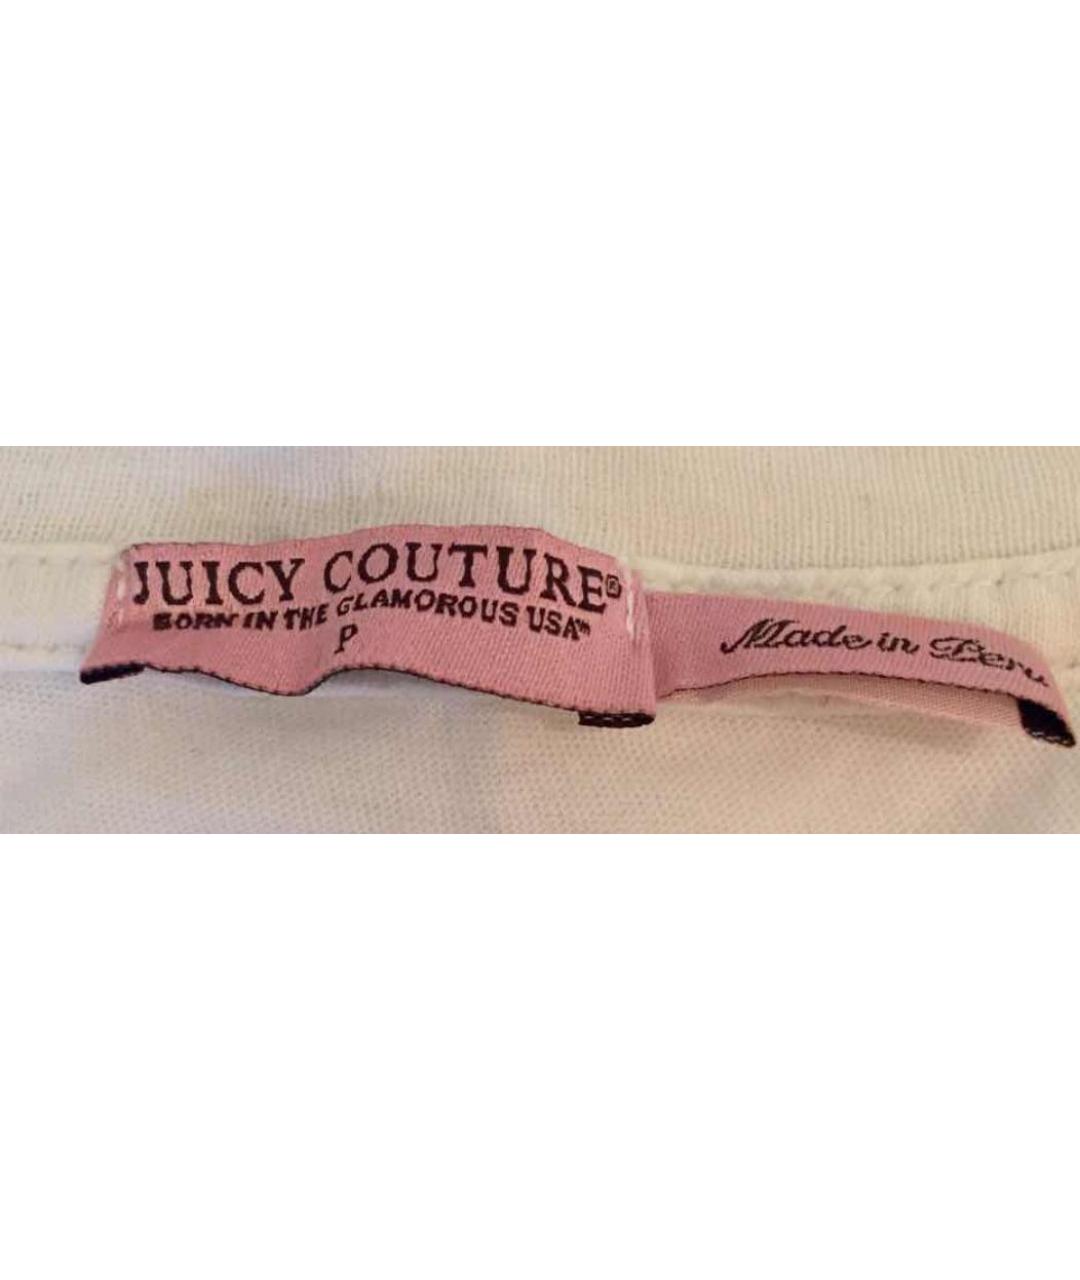 JUICY COUTURE®
BORN IN THE GLAMOROUS USA™
P
Made in Peru